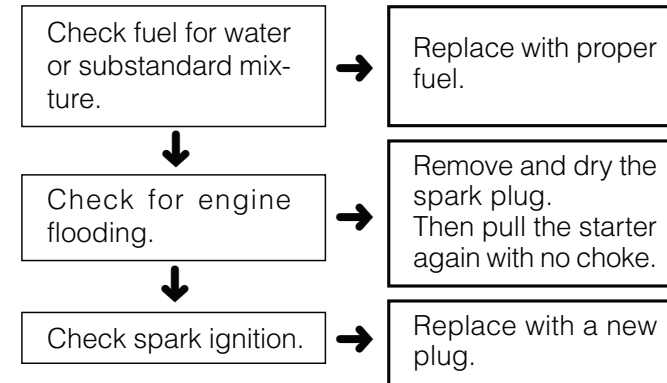 Check fuel for water
or substandard mix-
ture.
Replace with proper
fuel.
Check for engine
flooding.
Remove and dry the
spark plug.
Then pull the starter
again with no choke.
Check spark ignition.
Replace with a new
plug.